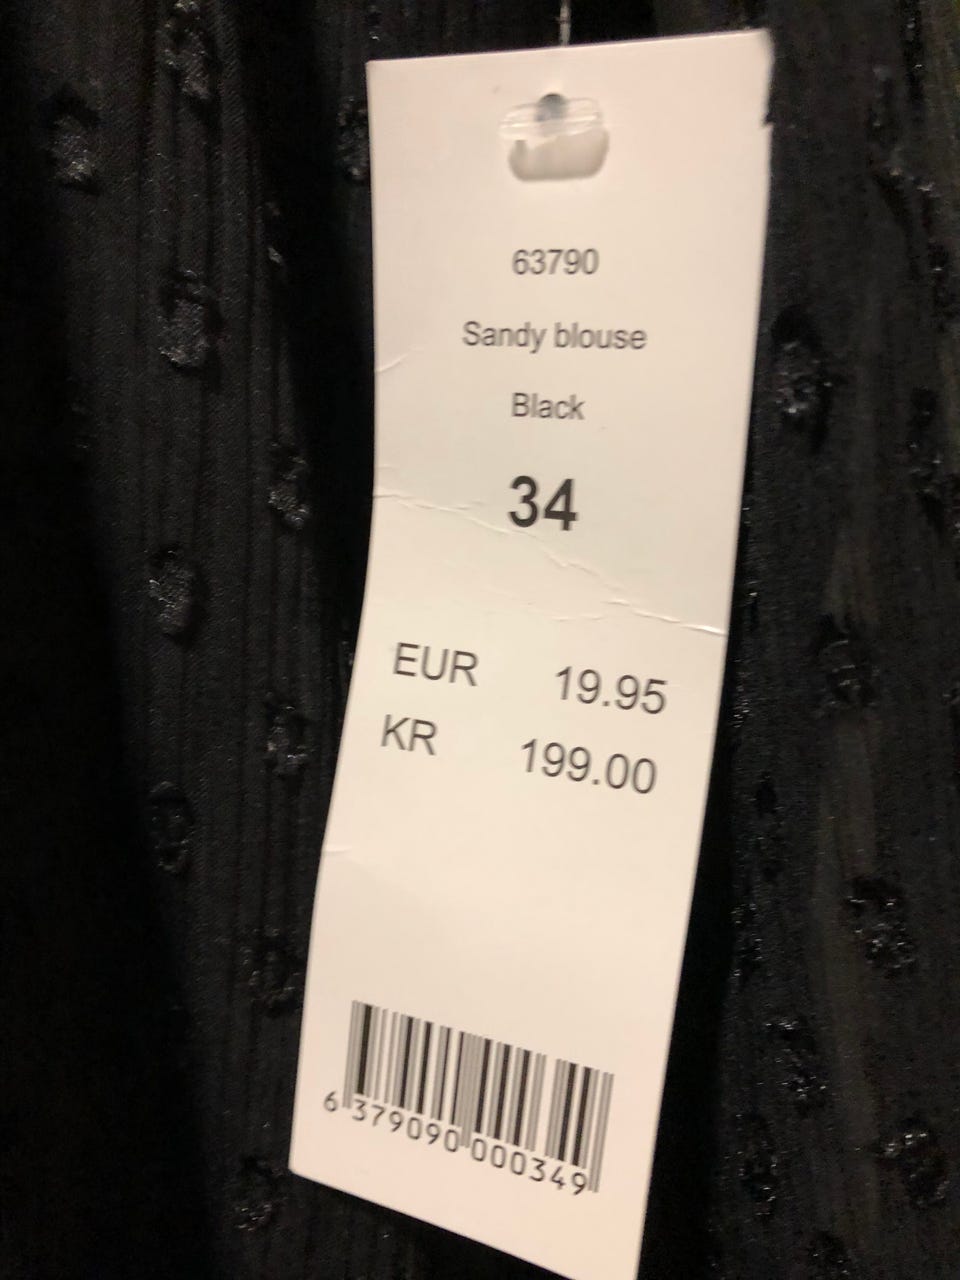 63790
Sandy blouse
Black
34
EUR 19.95
KR 199.00
6 379090 000349